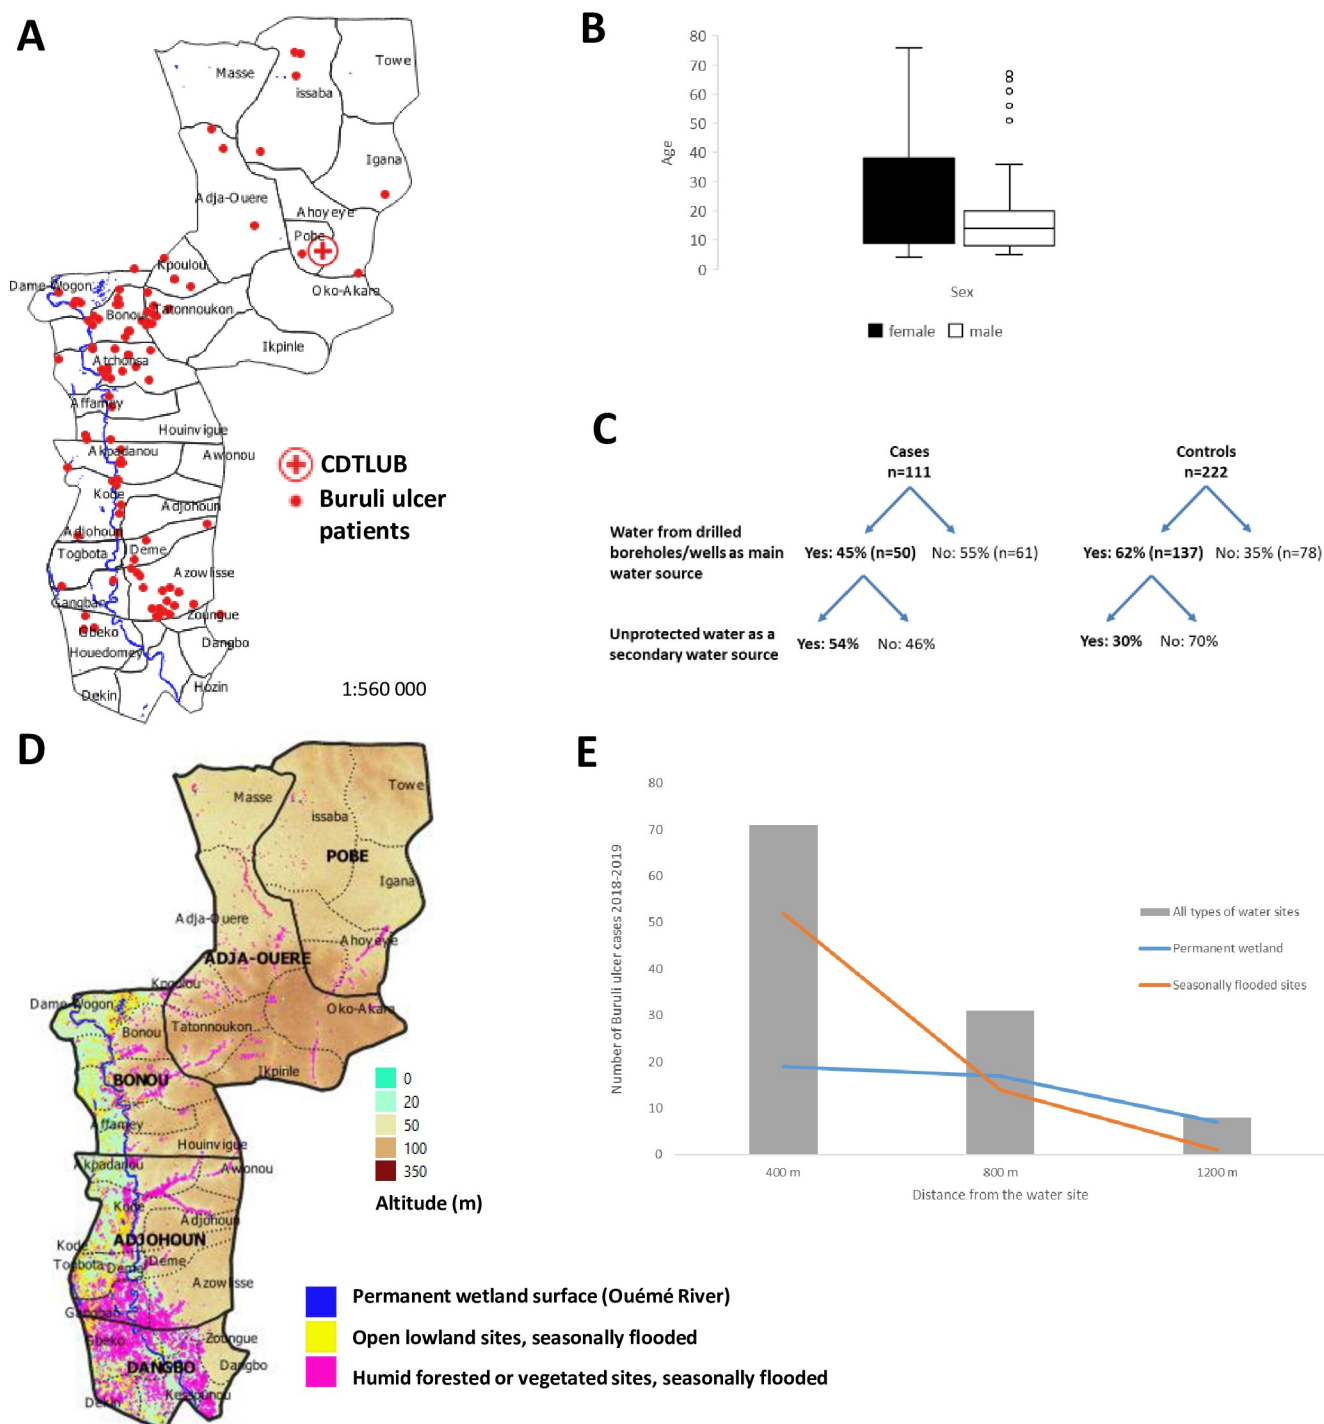 A
Masse
Towe
issaba
Igana
Adja-Ouere
Ahoyeye
Pobe
Kpoulou
Dame-Wogon
Oko-Akara
Bonou
Tatonnoukon
Ikpinle
Atchonsa
Affamey
Houinvigue
Akpadanou
Awonou
Kode
Adjohoun
Adjohoun
Togbota
Deme
Azowlisse
Gangban
Zoungue
Gbeko
Houedomey
Dangbo
Dekin
Hozin
CDTLUB
Buruli ulcer
patients
1:560 000
B
80
70
60
50
40
30
20
10
0
Age
Sex
female
male
C
Cases
n=111
Controls
n=222
Water from drilled
boreholes/wells as main
water source
Yes: 45% (n=50) No: 55% (n=61)
Yes: 62% (n=137) No: 35% (n=78)
Unprotected water as a
secondary water source
Yes: 54% No: 46%
Yes: 30% No: 70%
D
Masse
Towe
issaba
POBE
Igana
Adja-Ouere
Ahoyeye
ADJA-OUERE
Kpoulou
Dame-Wogon
Oko-Akara
Bonou
Tatonnoukon
Ikpinle
BONOU
Affamey
Houinvigue
Akpadanou
Awonou
Kode
Adjohoun
ADJOHOUN
Kode
Togbota
Deme
Deme
Azowlisse
Gangban
Gbeko
Zoungue
DANGBO
Dangbo
Kessounou
Dekin
0
20
50
100
350
Altitude (m)
Permanent wetland surface (Ouémé River)
Open lowland sites, seasonally flooded
Humid forested or vegetated sites, seasonally flooded
E
80
70
60
50
40
30
20
10
0
Number of Buruli ulcer cases 2018-2019
400 m
800 m
1200 m
Distance from the water site
All types of water sites
Permanent wetland
Seasonally flooded sites